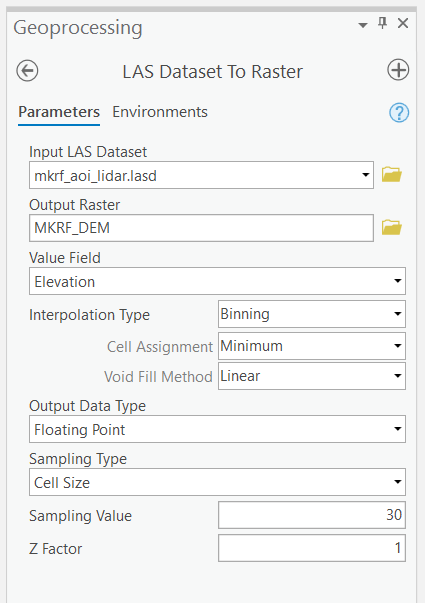 Geoprocessing
LAS Dataset To Raster
Parameters Environments
?
Input LAS Dataset
mkrf_aoi_lidar.lasd
Output Raster
MKRF_DEM
Value Field
Elevation
Interpolation Type Binning
Cell Assignment Minimum
Void Fill Method Linear
Output Data Type
Floating Point
Sampling Type
Cell Size
Sampling Value 30
Z Factor 1